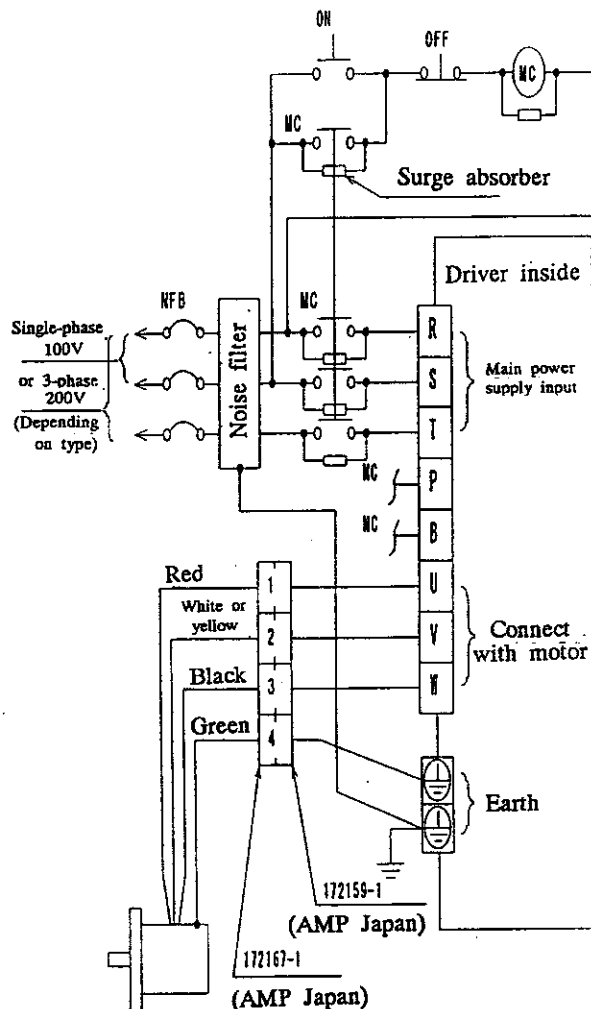 ON
OFF
MC
MC
Surge absorber
Driver inside
NFB
MC
Noise filter
Single-phase
100V
or 3-phase
200V
(Depending
on type)
R
S
T
P
B
U
V
W
Main power
supply input
MC
MC
Red
White or
yellow
Black
Green
1
2
3
4
Connect
with motor
Earth
172159-1
(AMP Japan)
172167-1
(AMP Japan)